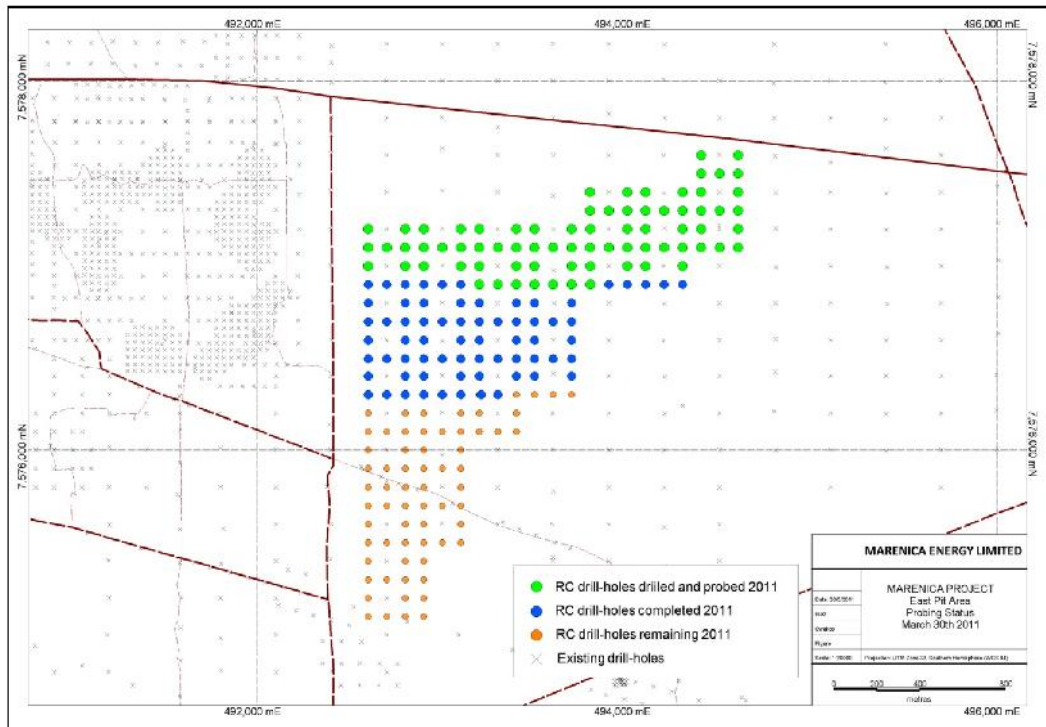 492,000 mE 494,000 mE 496,000 mE
7,578,000 mN 7,578,000 mN
7,576,000 mN 7,576,000 mN
RC drill-holes drilled and probed 2011
RC drill-holes completed 2011
RC drill-holes remaining 2011
Existing drill-holes
MARENICA ENERGY LIMITED
MARENICA PROJECT
East Pit Area
Probing Status
March 30th 2011
0 200 400 800
metres
492,000 mE 494,000 mE 496,000 mE